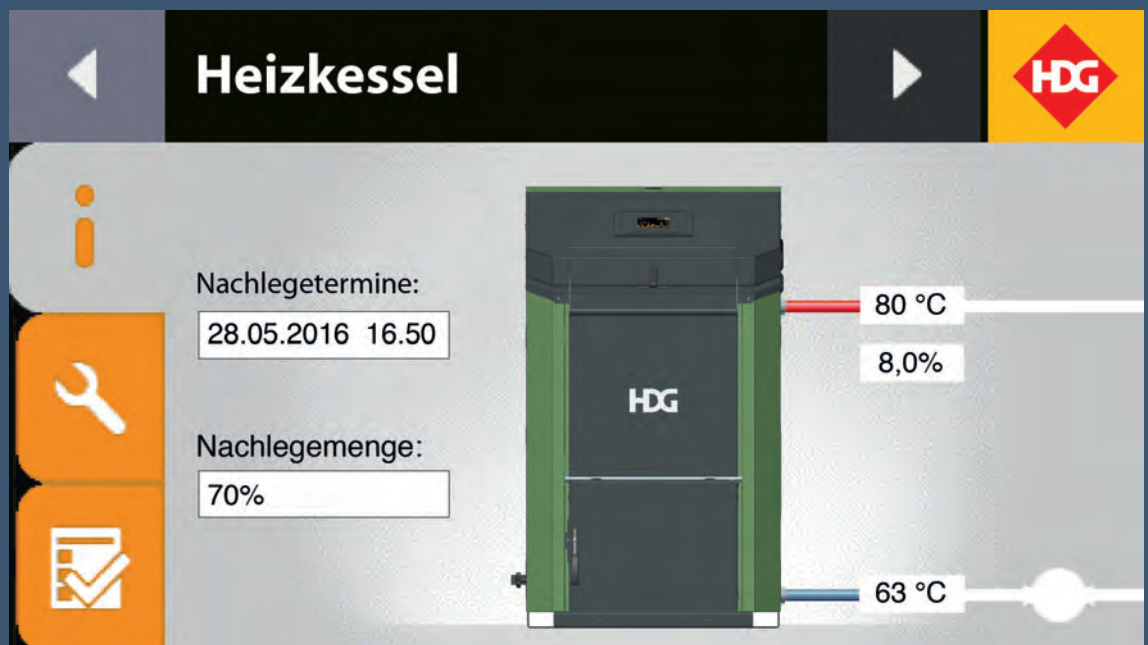 Heizkessel
HDG
Nachlegetermine:
28.05.2016 16.50
80 °C
8,0%
HDG
Nachlegemenge:
70%
63 °C